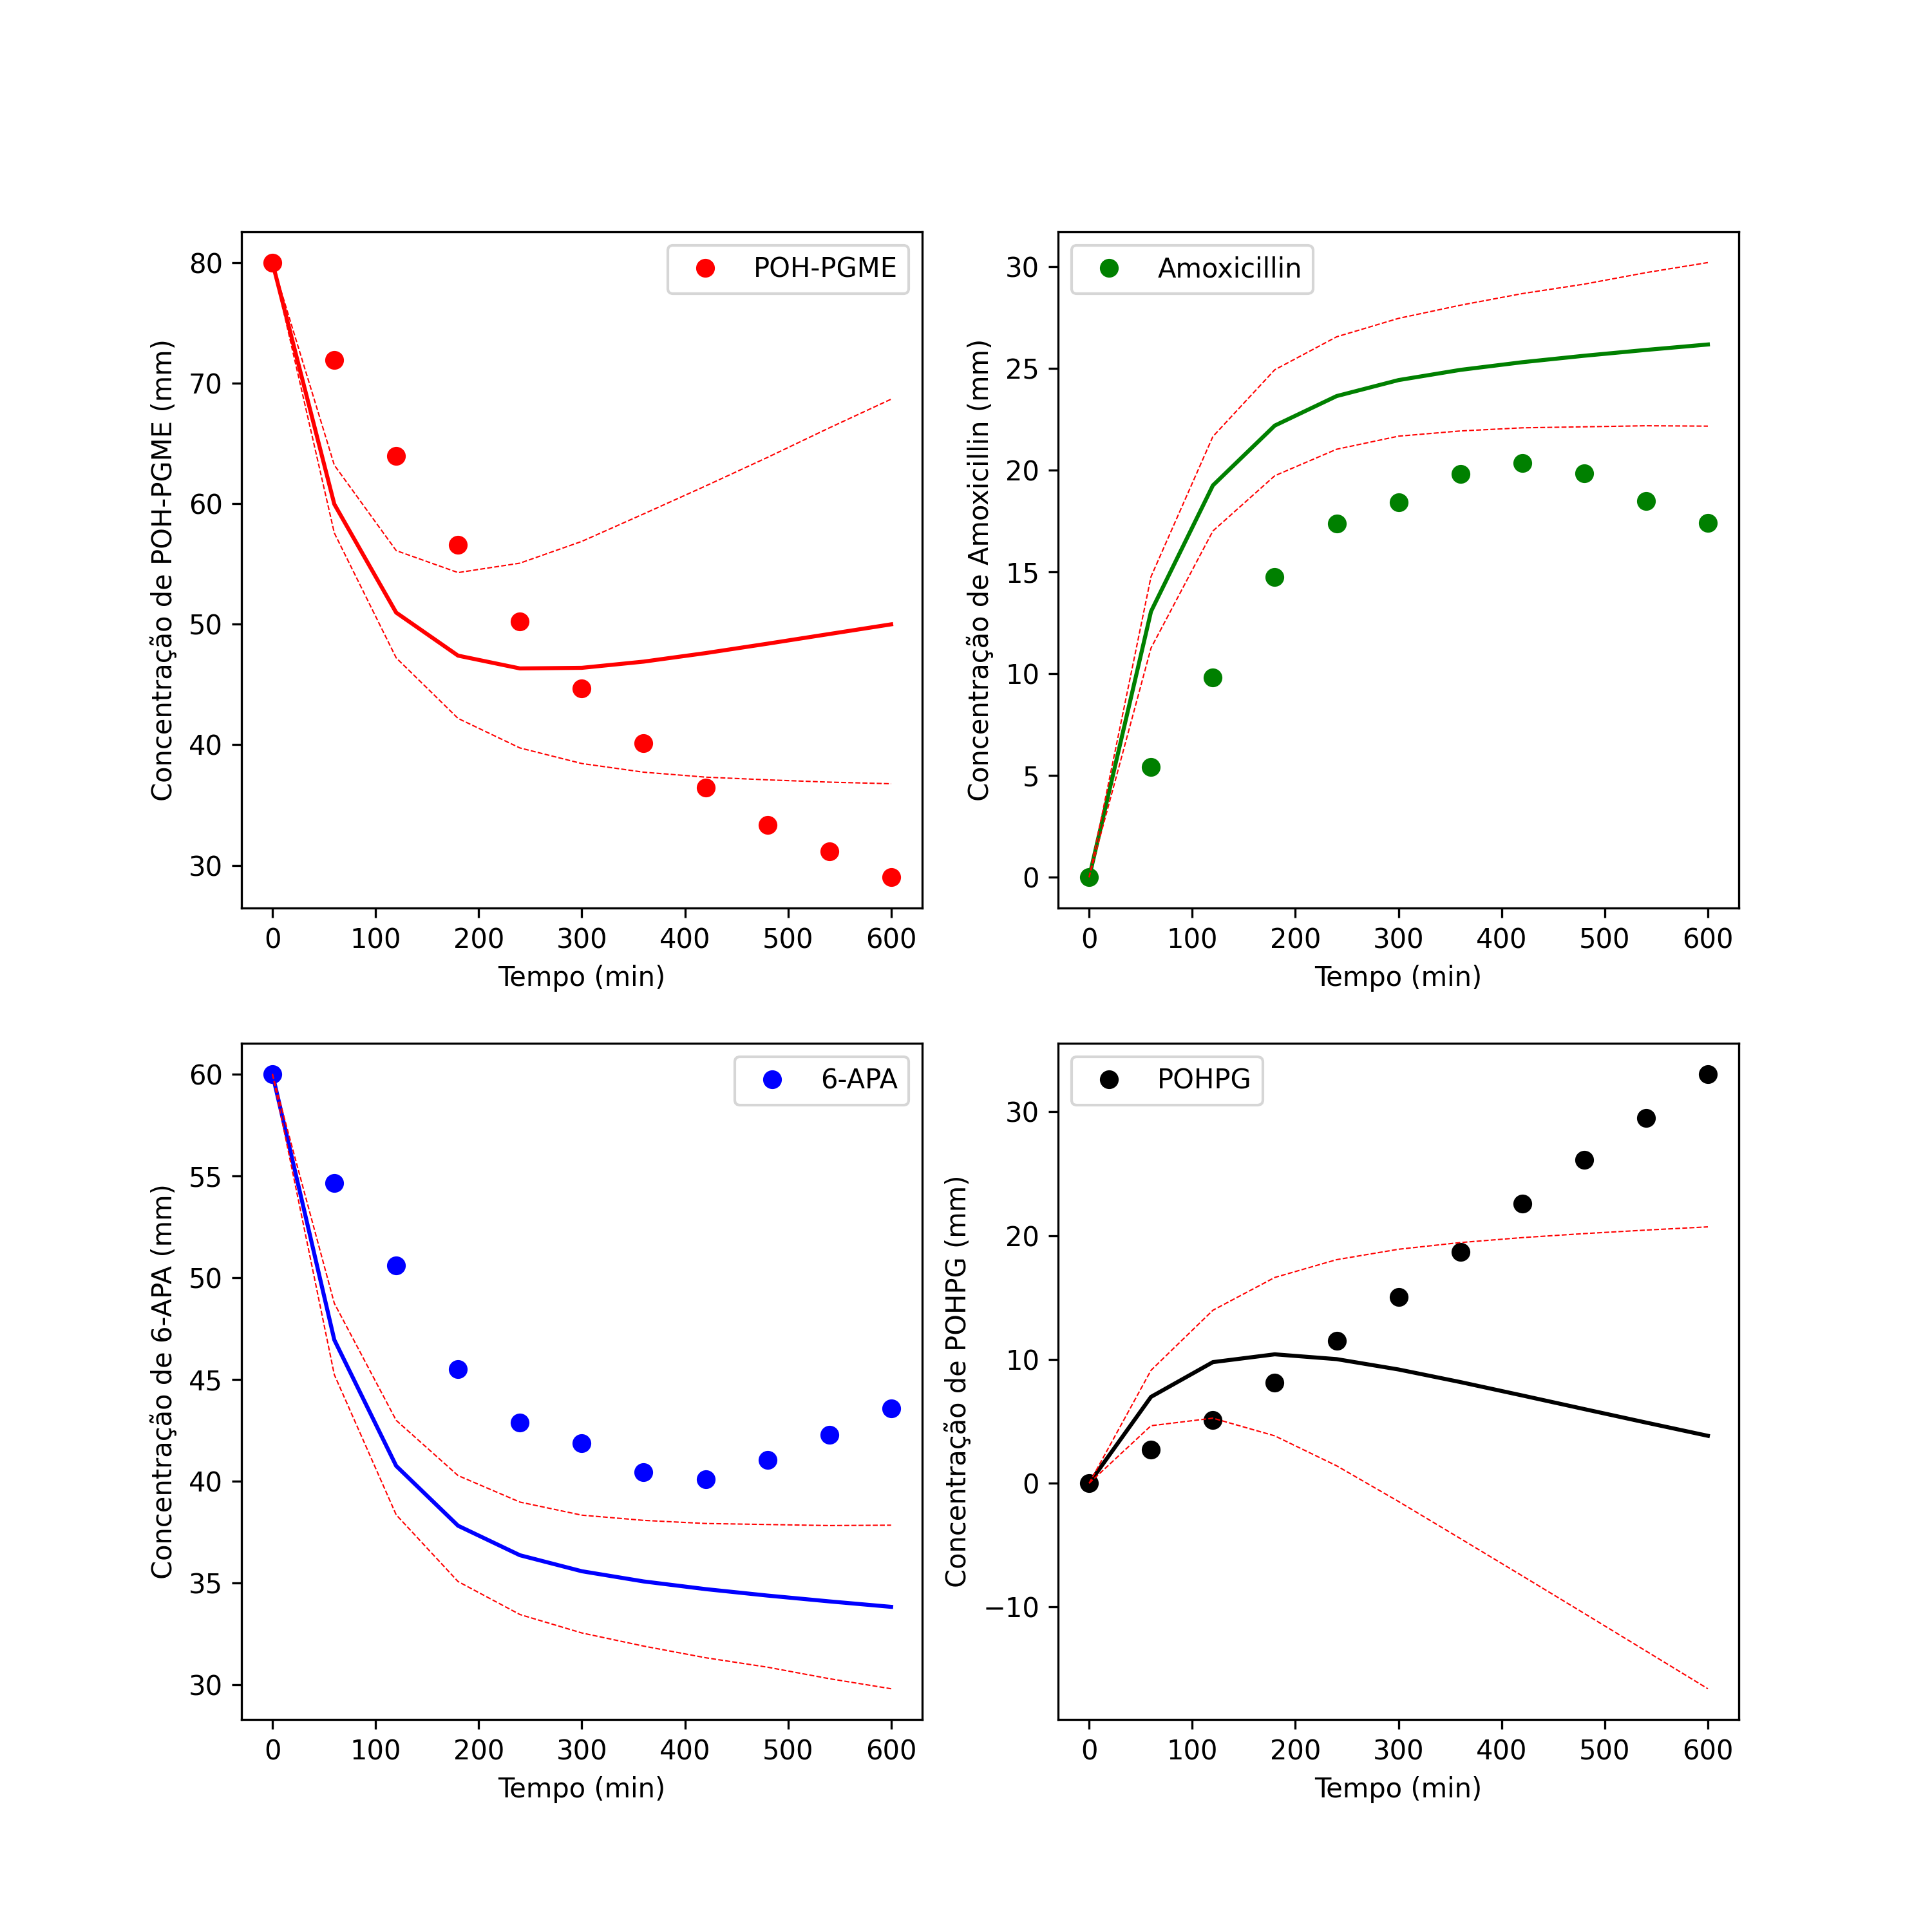 POH-PGME
Concentração de POH-PGME (mm)
80
70
60
50
40
30
0 100 200 300 400 500 600
Tempo (min)
Amoxicillin
Concentração de Amoxicillin (mm)
30
25
20
15
10
5
0
0 100 200 300 400 500 600
Tempo (min)
6-APA
Concentração de 6-APA (mm)
60
55
50
45
40
35
30
0 100 200 300 400 500 600
Tempo (min)
POHPG
Concentração de POHPG (mm)
30
20
10
0
−10
0 100 200 300 400 500 600
Tempo (min)